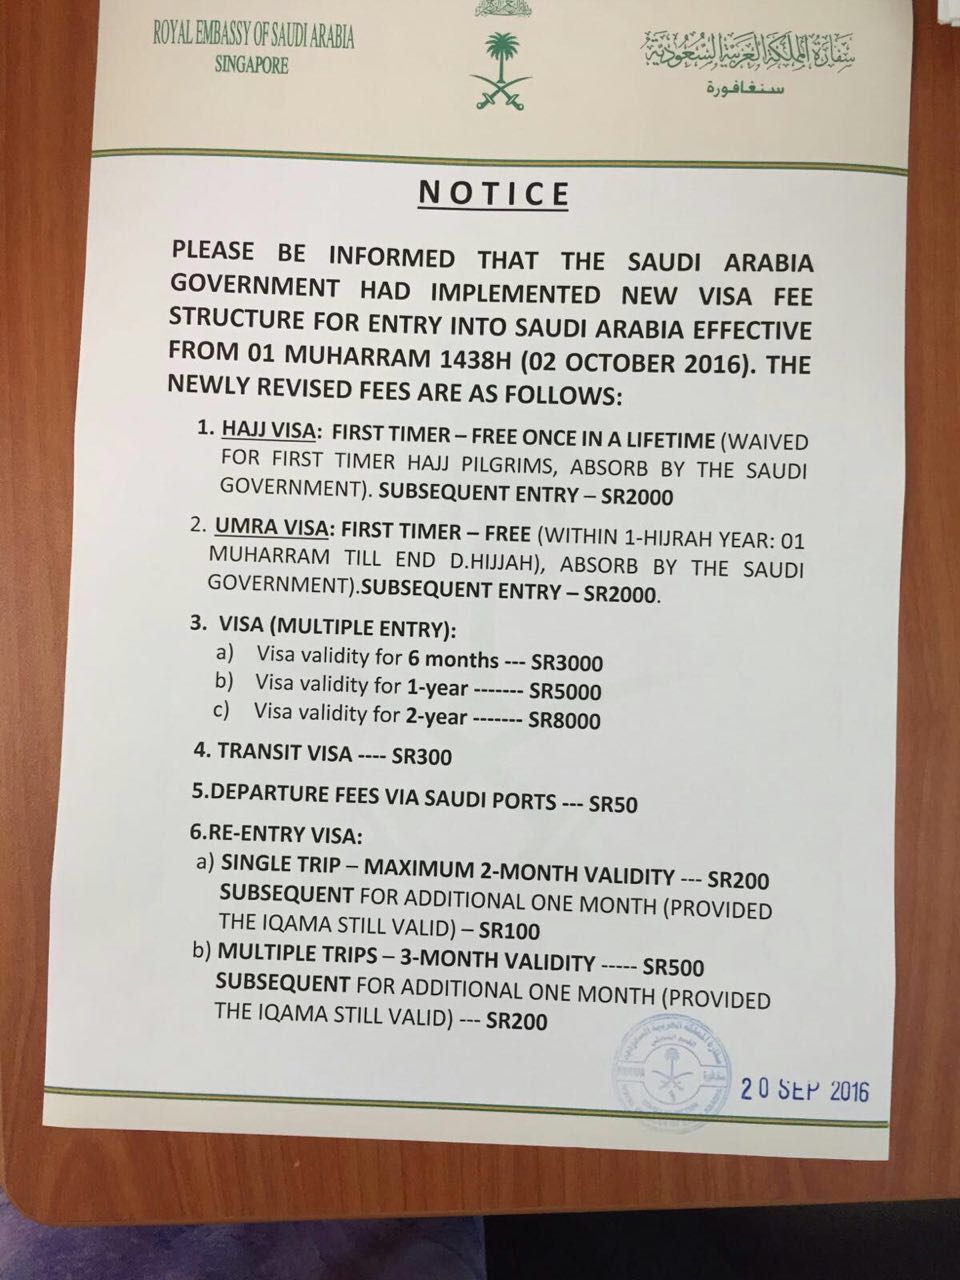 ROYAL EMBASSY OF SAUDI ARABIA
SINGAPORE
سفارة المملكة العربية السعودية
سنغافورة
NOTICE
PLEASE BE INFORMED THAT THE SAUDI ARABIA
GOVERNMENT HAD IMPLEMENTED NEW VISA FEE
STRUCTURE FOR ENTRY INTO SAUDI ARABIA EFFECTIVE
FROM 01 MUHARRAM 1438H (02 OCTOBER 2016). THE
NEWLY REVISED FEES ARE AS FOLLOWS:
1. HAJJ VISA: FIRST TIMER – FREE ONCE IN A LIFETIME (WAIVED
FOR FIRST TIMER HAJJ PILGRIMS, ABSORB BY THE SAUDI
GOVERNMENT). SUBSEQUENT ENTRY – SR2000
2. UMRA VISA: FIRST TIMER – FREE (WITHIN 1-HIJRAH YEAR: 01
MUHARRAM TILL END D.HIJJAH), ABSORB BY THE SAUDI
GOVERNMENT).SUBSEQUENT ENTRY – SR2000.
3. VISA (MULTIPLE ENTRY):
a) Visa validity for 6 months --- SR3000
b) Visa validity for 1-year ------- SR5000
c) Visa validity for 2-year ------- SR8000
4. TRANSIT VISA ---- SR300
5.DEPARTURE FEES VIA SAUDI PORTS --- SR50
6.RE-ENTRY VISA:
a) SINGLE TRIP – MAXIMUM 2-MONTH VALIDITY --- SR200
SUBSEQUENT FOR ADDITIONAL ONE MONTH (PROVIDED
THE IQAMA STILL VALID) – SR100
b) MULTIPLE TRIPS – 3-MONTH VALIDITY ----- SR500
SUBSEQUENT FOR ADDITIONAL ONE MONTH (PROVIDED
THE IQAMA STILL VALID) --- SR200
20 SEP 2016